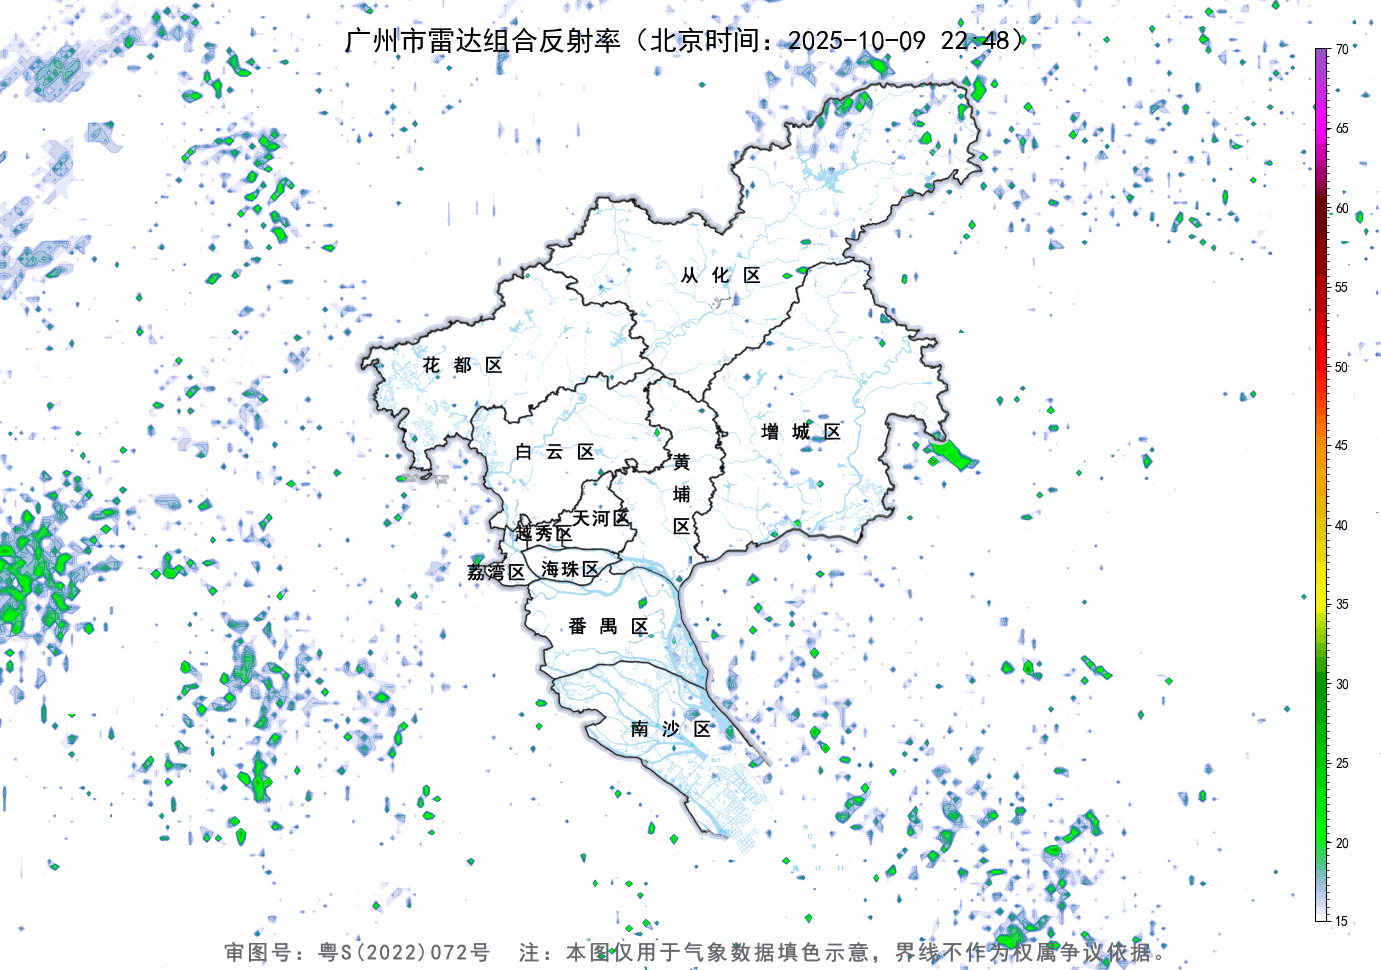 广州市雷达组合反射率（北京时间：2025-10-09 22:48）
70
65
60
55
50
45
40
35
30
25
20
15
从化区
花都区
增城区
白云区
黄埔区
天河区
越秀区
荔湾区
海珠区
番禺区
南沙区
审图号：粤S(2022)072号 注：本图仅用于气象数据填色示意，界线不作为权属争议依据。